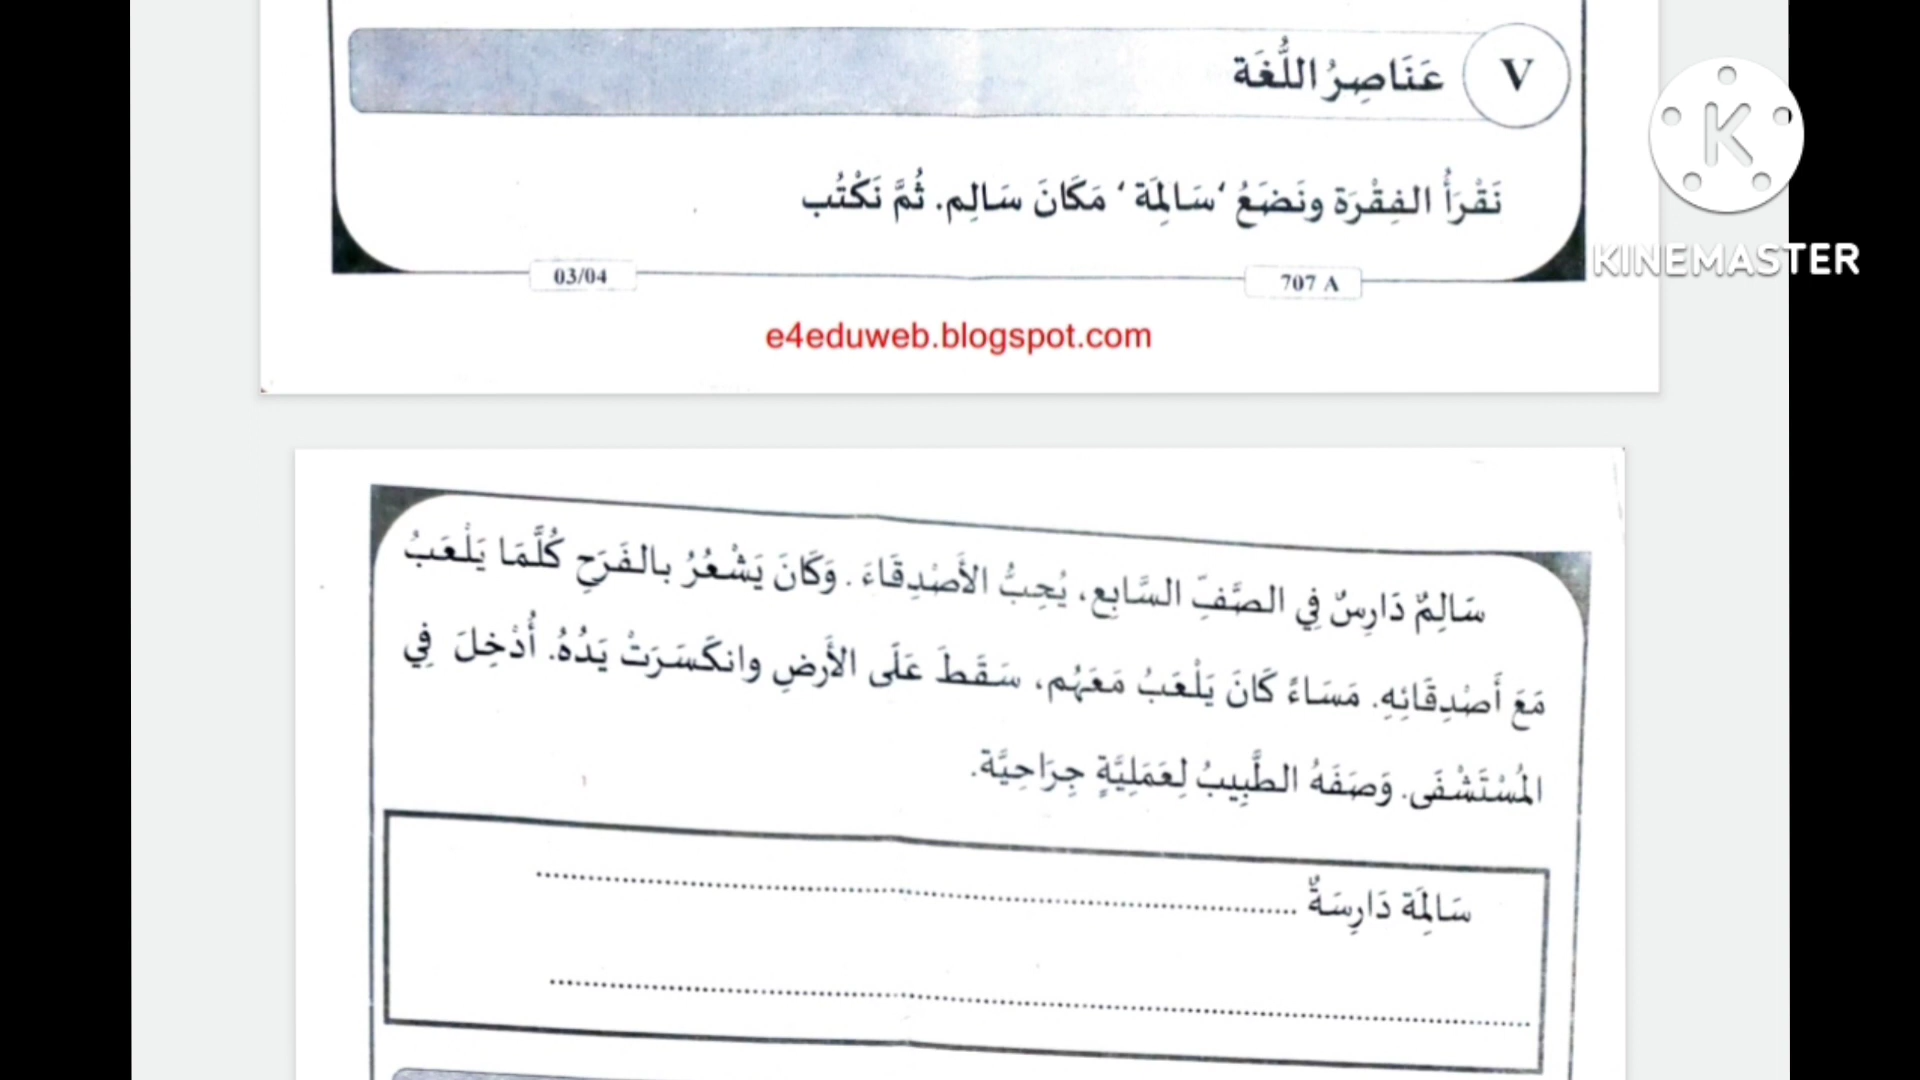 V عَنَاصِرُ اللُّغَة
نَقْرَأُ الفِقْرَة ونَضَعُ ‘سَالِمَة ‘ مَكَانَ سَالِم. ثُمَّ نَكْتُب
03/04
707 A
e4eduweb.blogspot.com
K
KINEMASTER
سَالِمٌ دَارِسٌ فِي الصَّفِّ السَّابِع، يُحِبُّ الأَصْدِقَاءَ . وَكَانَ يَشْعُرُ بالفَرَحِ كُلَّمَا يَلْعَبُ
مَعَ أَصْدِقَائِهِ. مَسَاءً كَانَ يَلْعَبُ مَعَهُم، سَقَطَ عَلَى الأَرضِ وانكَسَرَتْ يَدُهُ. أُدْخِلَ فِي
المُسْتَشْفَى. وَصَفَهُ الطَّبِيبُ لِعَمَلِيَّةٍ جِرَاحِيَّة.
سَالِمَة دَارِسَةٌ ..........................................................
..........................................................